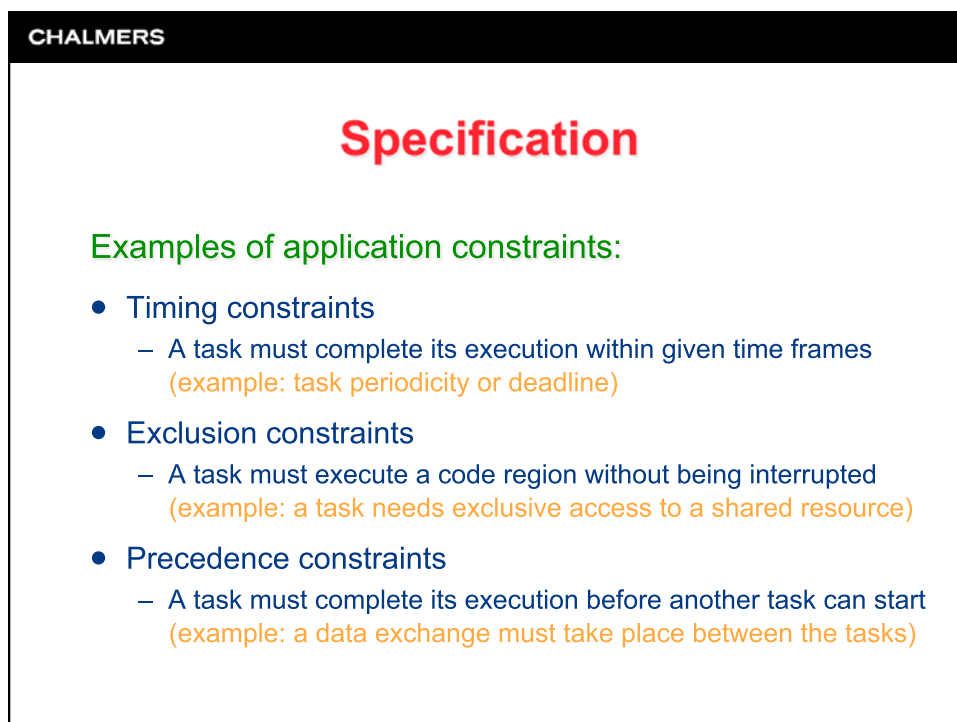 CHALMERS
Specification
Examples of application constraints:
• Timing constraints
– A task must complete its execution within given time frames
(example: task periodicity or deadline)
• Exclusion constraints
– A task must execute a code region without being interrupted
(example: a task needs exclusive access to a shared resource)
• Precedence constraints
– A task must complete its execution before another task can start
(example: a data exchange must take place between the tasks)